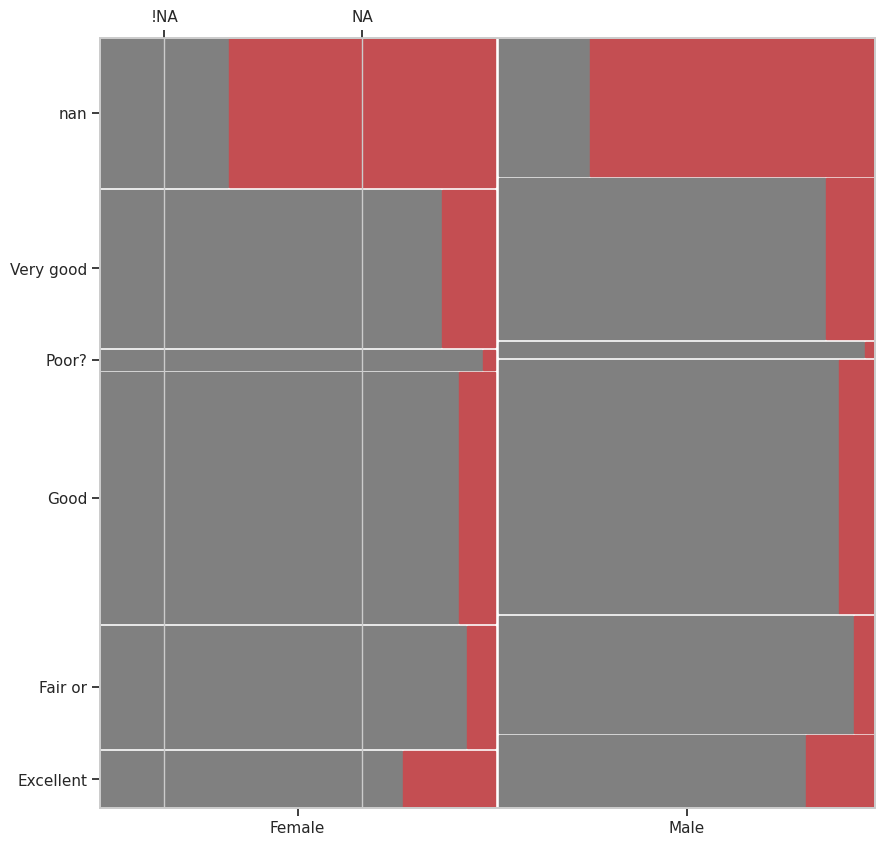 !NA NA
nan
Very good
Poor?
Good
Fair or
Excellent
Female Male